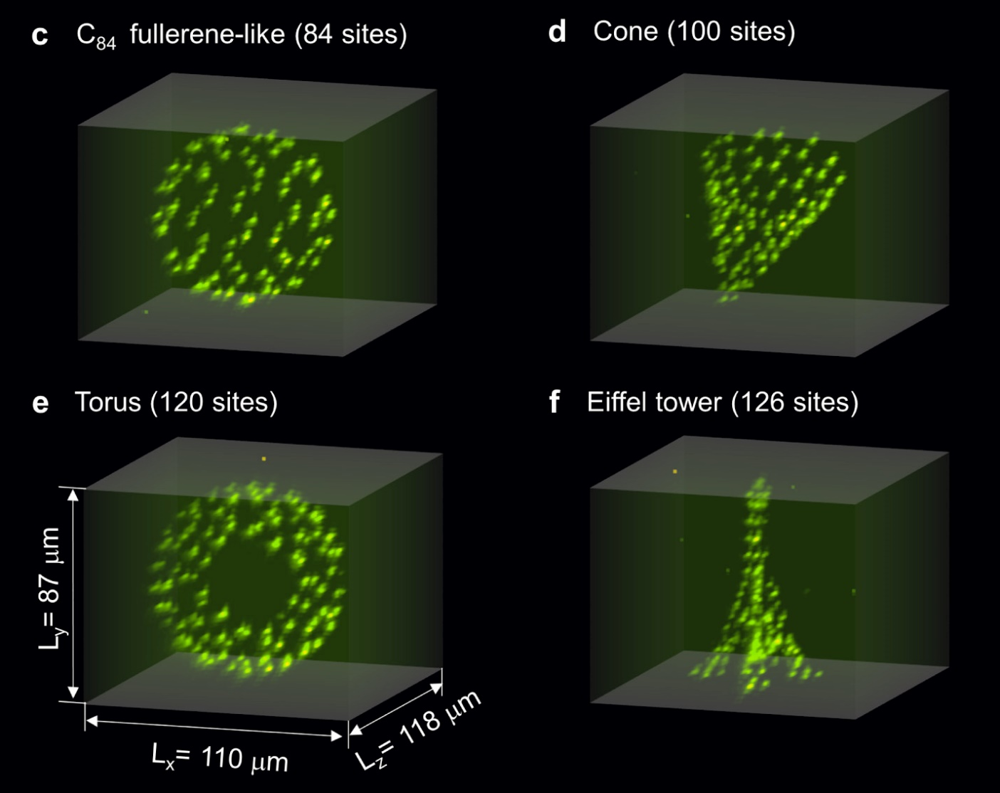 c C₈₄ fullerene-like (84 sites)
d Cone (100 sites)
e Torus (120 sites)
f Eiffel tower (126 sites)
Ly= 87 μm
Lx= 110 μm
Lz= 118 μm